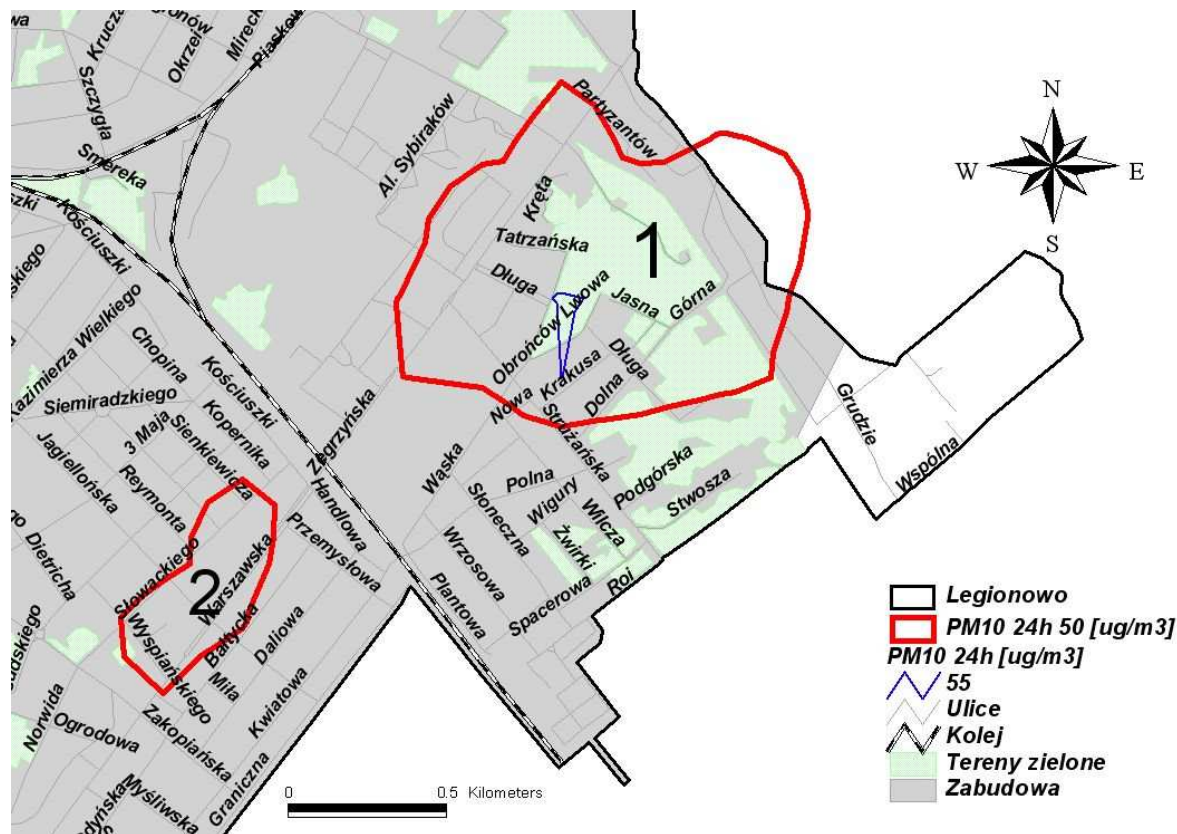 Krucza
Okrzei
Mireck
Piaskow
Szczygła
Smereka
Partyzantów
Al. Sybiraków
N
W
E
S
Kościuszki
Kręta
Tatrzańska
1
Długa
Jasna
Górna
Obrońców Lwowa
Kazimierza Wielkiego
Chopina
Kościuszki
Siemiradzkiego
Kopernika
3 Maja
Sienkiewicza
Zegrzyńska
Nowa
Krakusa
Długa
Dolna
Strużańska
Grudzie
Wspólna
Jagiellońska
Reymonta
Wąska
Polna
Podgórska
Stwosza
Handlowa
Słoneczna
Wigury
Wilcza
Żwirki
Przemysłowa
Wrzosowa
Dietricha
Słowackiego
2
Warszawska
Plantowa
Spacerowa
Roi
Wyspiańskiego
Bałtycka
Daliowa
Miła
Kwiatowa
Norwida
Ogrodowa
Zakopiańska
Graniczna
Myśliwska
Legionowo
PM10 24h 50 [ug/m3]
PM10 24h [ug/m3]
55
Ulice
Kolej
Tereny zielone
Zabudowa
0 0.5 Kilometers